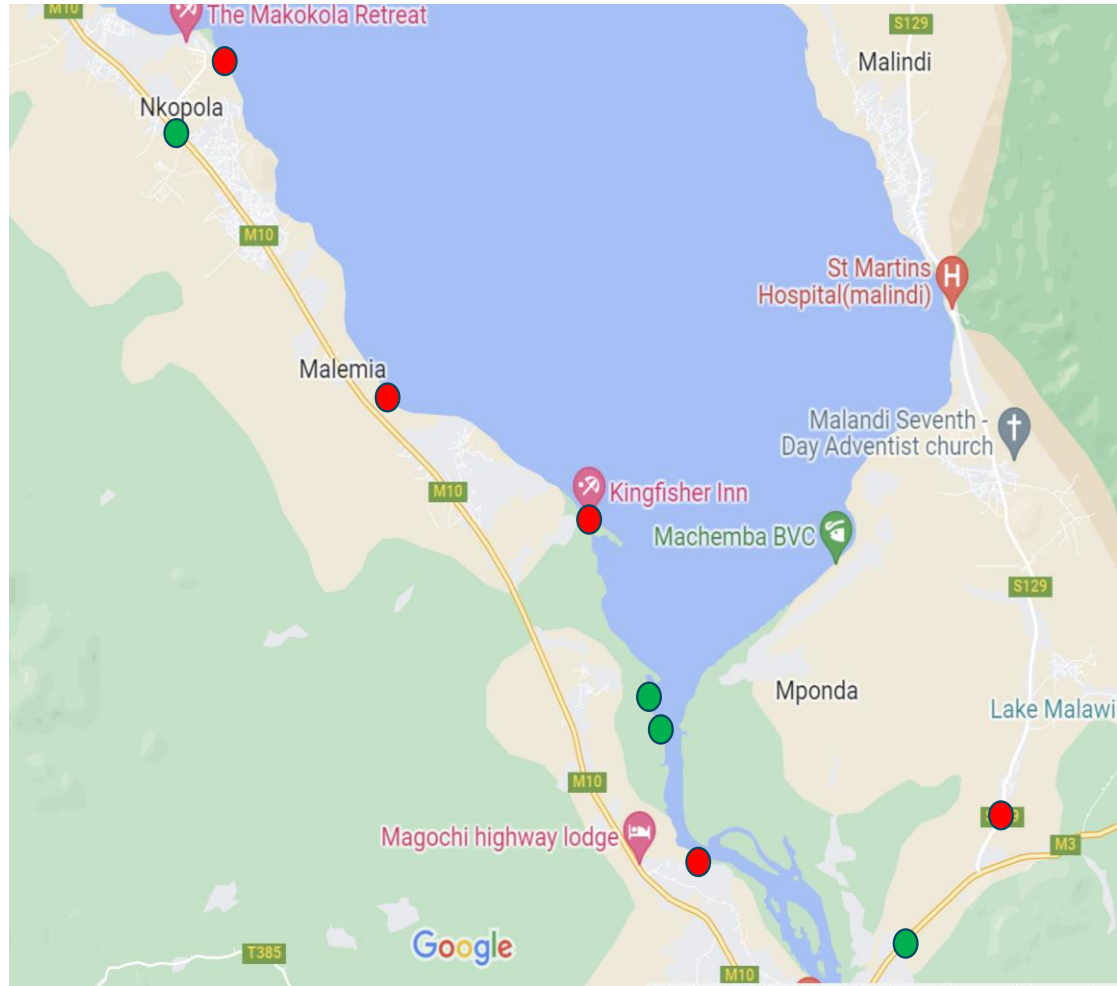 M10
The Makokola Retreat
S129
Malindi
Nkopola
M10
St Martins
Hospital(malindi)
Malemia
Malandi Seventh -
Day Adventist church
M10
Kingfisher Inn
Machemba BVC
S129
Mponda
Lake Malawi
M10
Magochi highway lodge
M3
Google
T385
M10